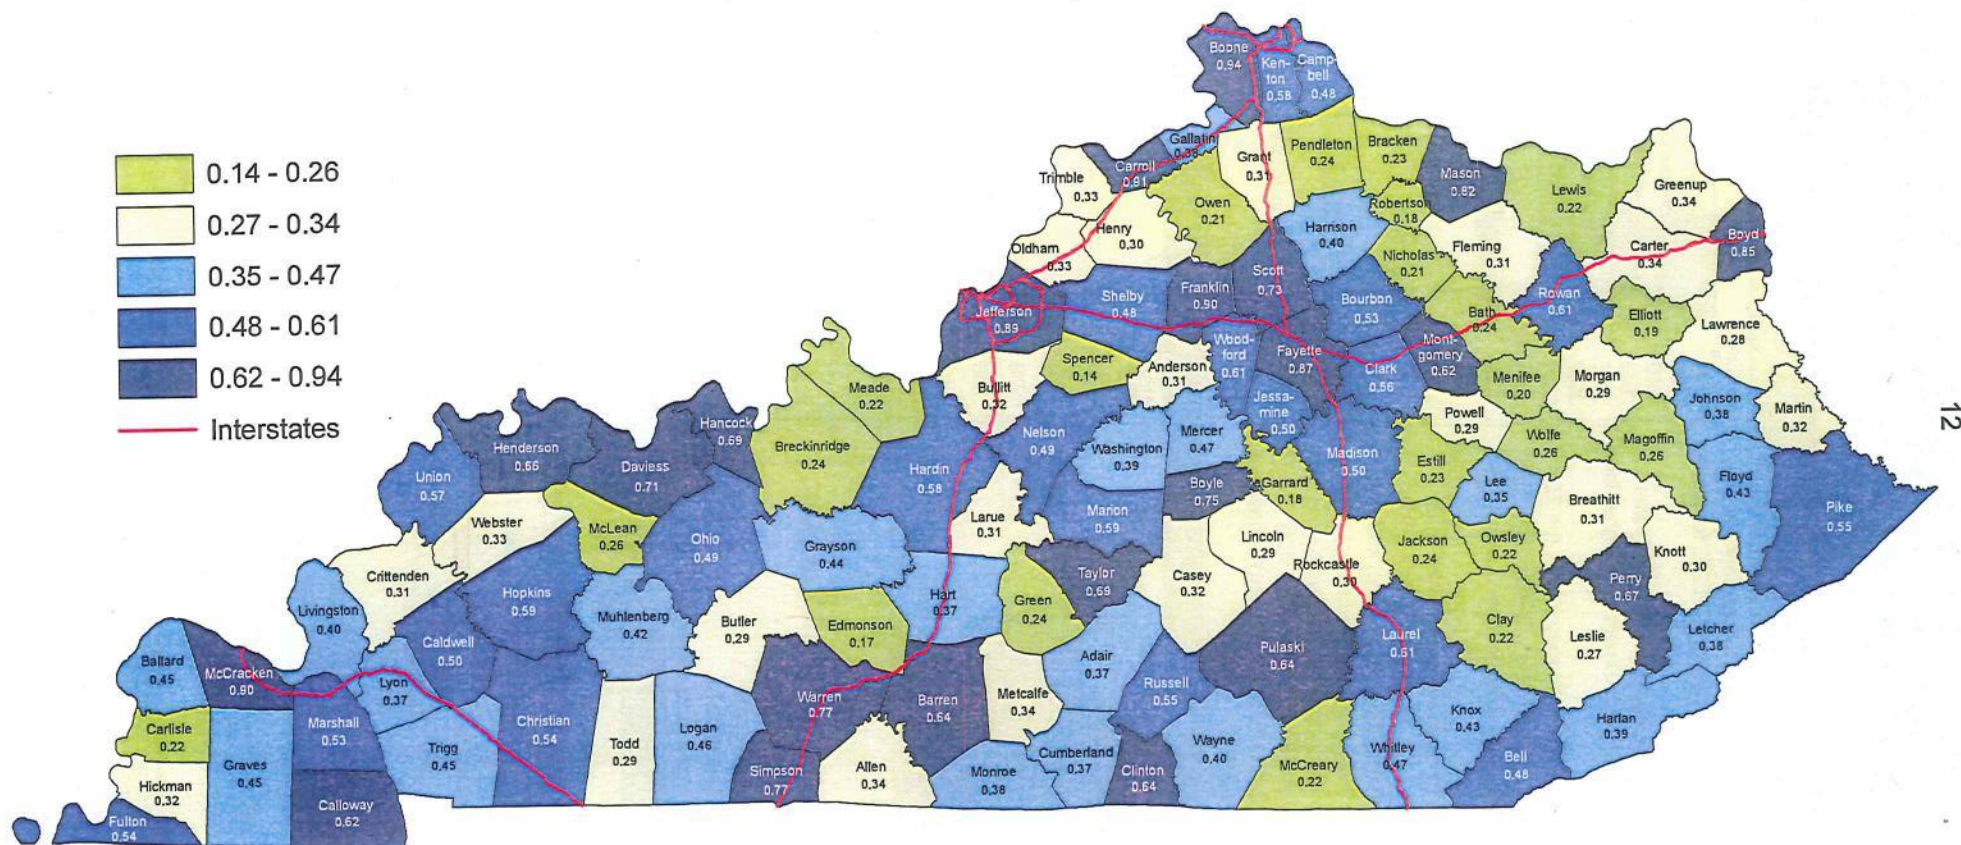 0.14 - 0.26
0.27 - 0.34
0.35 - 0.47
0.48 - 0.61
0.62 - 0.94
Interstates
Boone
0.94
Ken-
ton
0.58
Camp-
bell
0.48
Gallatin
0.38
Carroll
0.91
Grant
0.31
Pendleton
0.24
Bracken
0.23
Mason
0.82
Lewis
0.22
Greenup
0.34
Trimble
0.33
Owen
0.21
Robertson
0.18
Harrison
0.40
Henry
0.30
Oldham
0.33
Nicholas
0.21
Fleming
0.31
Carter
0.34
Boyd
0.85
Jefferson
0.89
Shelby
0.48
Franklin
0.90
Scott
0.73
Bourbon
0.53
Bath
0.24
Rowan
0.61
Elliott
0.19
Lawrence
0.28
Spencer
0.14
Anderson
0.31
Wood-
ford
0.61
Fayette
0.87
Clark
0.56
Mont-
gomery
0.62
Menifee
0.20
Morgan
0.29
Johnson
0.38
Martin
0.32
Bullitt
0.32
Meade
0.22
Breckinridge
0.24
Hancock
0.69
Daviess
0.71
Henderson
0.66
Union
0.57
Webster
0.33
McLean
0.26
Ohio
0.49
Grayson
0.44
Hardin
0.58
Nelson
0.49
Washington
0.39
Mercer
0.47
Jessa-
mine
0.50
Madison
0.50
Powell
0.29
Estill
0.23
Wolfe
0.26
Magoffin
0.26
Lee
0.35
Floyd
0.43
Pike
0.55
Breathitt
0.31
Larue
0.31
Marion
0.59
Boyle
0.75
Garrard
0.18
Lincoln
0.29
Rockcastle
0.30
Jackson
0.24
Owsley
0.22
Knott
0.30
Perry
0.67
Crittenden
0.31
Livingston
0.40
Hopkins
0.59
Caldwell
0.50
Muhlenberg
0.42
Butler
0.29
Edmonson
0.17
Hart
0.37
Green
0.24
Taylor
0.69
Casey
0.32
Adair
0.37
Russell
0.55
Pulaski
0.64
Laurel
0.61
Clay
0.22
Leslie
0.27
Letcher
0.38
Ballard
0.45
McCracken
0.90
Lyon
0.37
Carlisle
0.22
Graves
0.45
Marshall
0.53
Trigg
0.45
Christian
0.54
Todd
0.29
Logan
0.46
Warren
0.77
Barren
0.64
Metcalfe
0.34
Simpson
0.77
Allen
0.34
Monroe
0.38
Cumberland
0.37
Clinton
0.64
Wayne
0.40
McCreary
0.22
Whitley
0.47
Knox
0.43
Bell
0.48
Harlan
0.39
Hickman
0.32
Fulton
0.54
Calloway
0.62
12